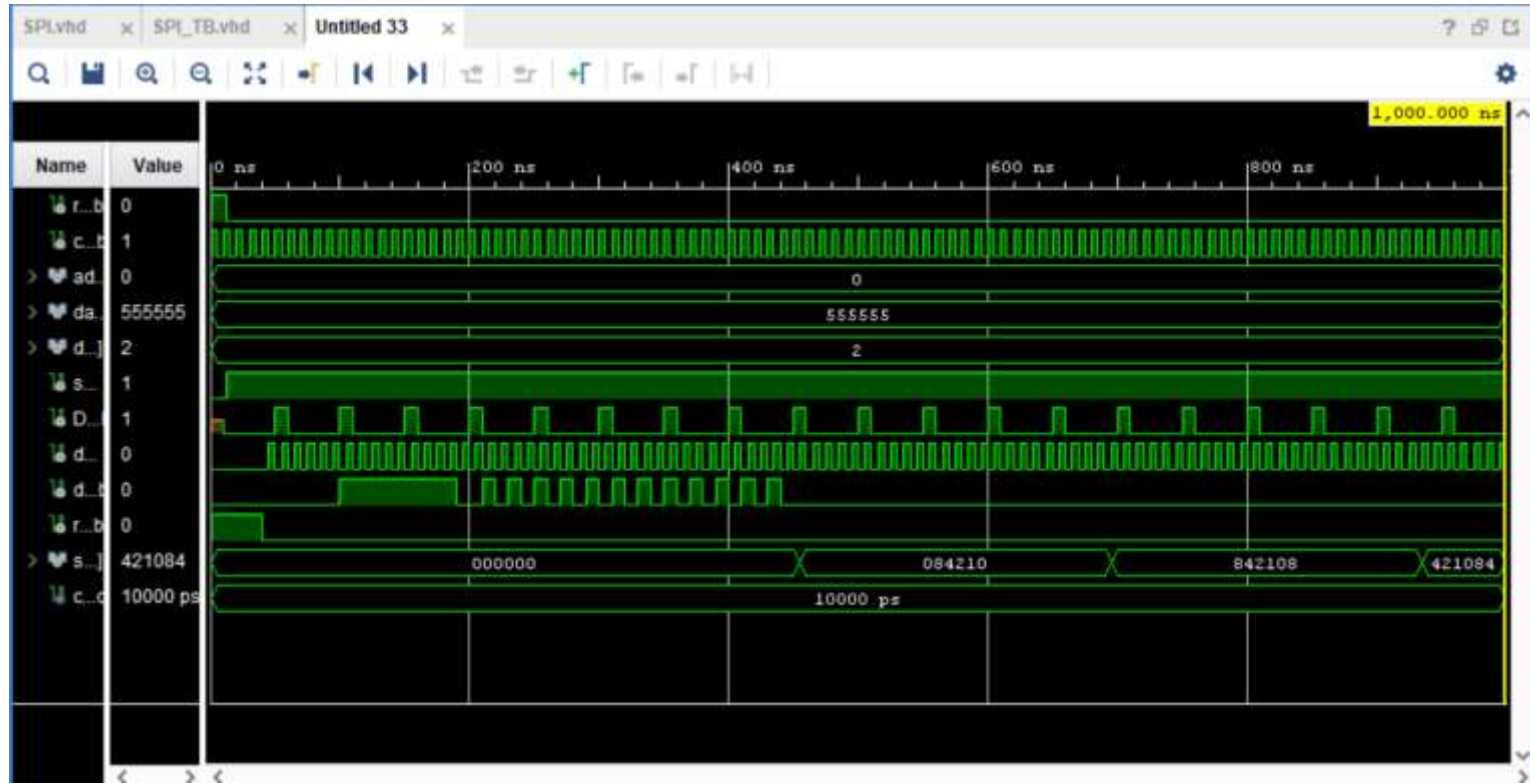 SPI.vhd × SPI_TB.vhd × Untitled 33 × ?
1,000.000 ns
Name Value 0 ns 200 ns 400 ns 600 ns 800 ns
r...b 0
c...b 1
ad. 0 0
da.. 555555 555555
d...] 2 2
s... 1
D... 1
d... 0
d...b 0
r...b 0
s...] 421084 000000 084210 842108 421084
c...d 10000 ps 10000 ps